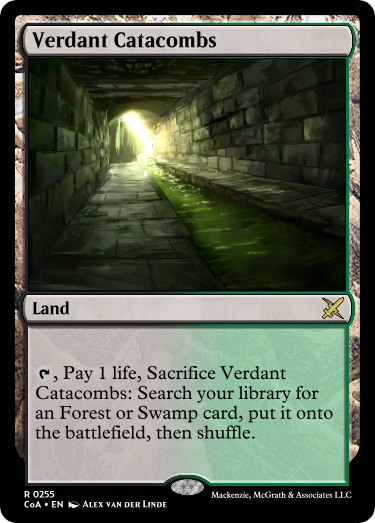 Verdant Catacombs
Land
, Pay 1 life, Sacrifice Verdant
Catacombs: Search your library for
an Forest or Swamp card, put it onto
the battlefield, then shuffle.
R 0255
CoA • EN Alex van der Linde
Mackenzie, McGrath & Associates LLC